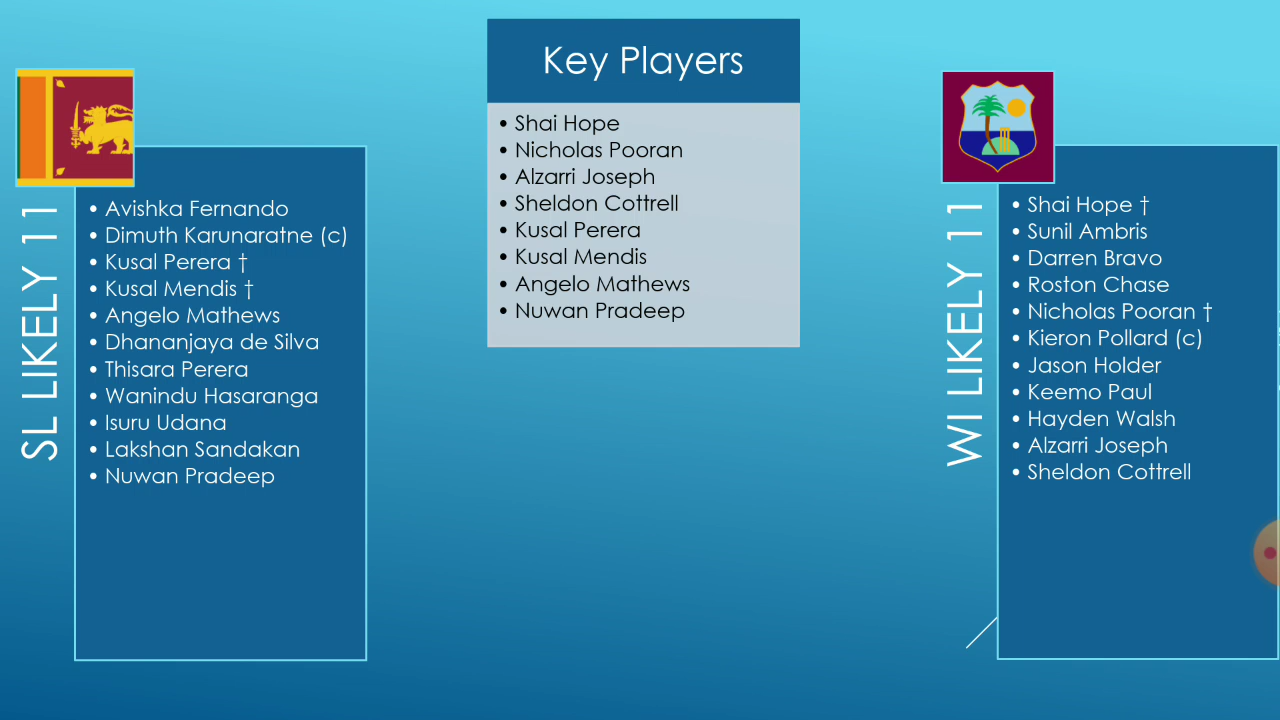 Key Players
• Shai Hope
• Nicholas Pooran
• Alzarri Joseph
• Sheldon Cottrell
• Kusal Perera
• Kusal Mendis
• Angelo Mathews
• Nuwan Pradeep
SL LIKELY 11
• Avishka Fernando
• Dimuth Karunaratne (c)
• Kusal Perera †
• Kusal Mendis †
• Angelo Mathews
• Dhananjaya de Silva
• Thisara Perera
• Wanindu Hasaranga
• Isuru Udana
• Lakshan Sandakan
• Nuwan Pradeep
WI LIKELY 11
• Shai Hope †
• Sunil Ambris
• Darren Bravo
• Roston Chase
• Nicholas Pooran †
• Kieron Pollard (c)
• Jason Holder
• Keemo Paul
• Hayden Walsh
• Alzarri Joseph
• Sheldon Cottrell